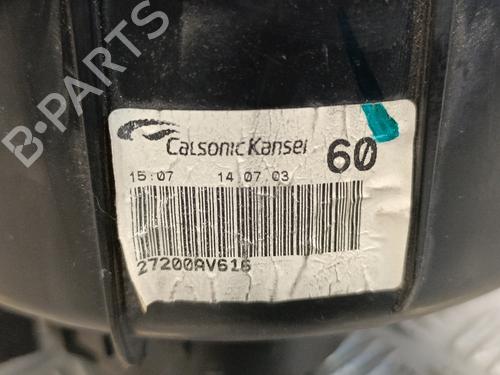 B-PARTS
CalsonicKansei
60
15:07 14.07.03
27200AV616